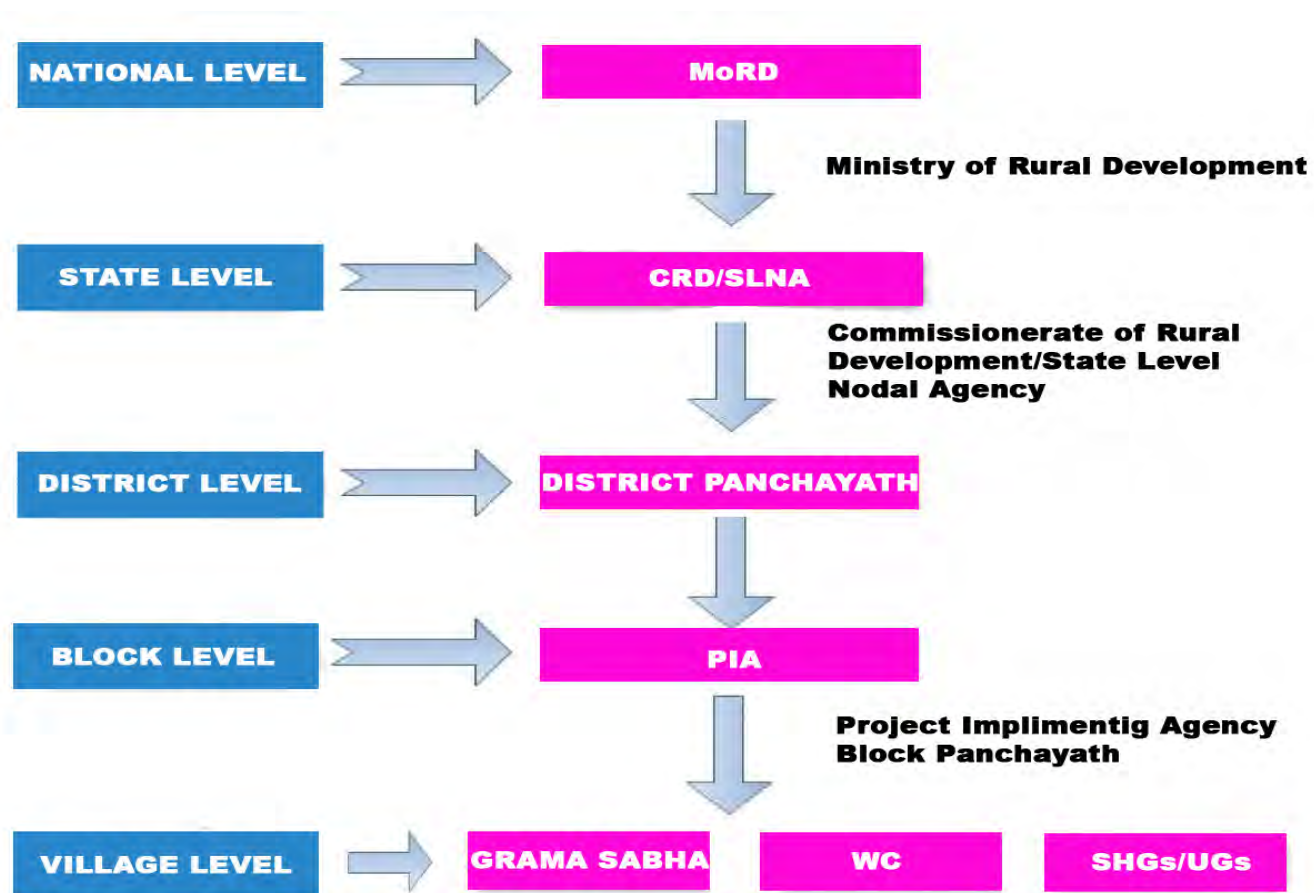 NATIONAL LEVEL
MoRD
Ministry of Rural Development
STATE LEVEL
CRD/SLNA
Commissionerate of Rural
Development/State Level
Nodal Agency
DISTRICT LEVEL
DISTRICT PANCHAYATH
BLOCK LEVEL
PIA
Project Implimentig Agency
Block Panchayath
VILLAGE LEVEL
GRAMA SABHA
WC
SHGs/UGs